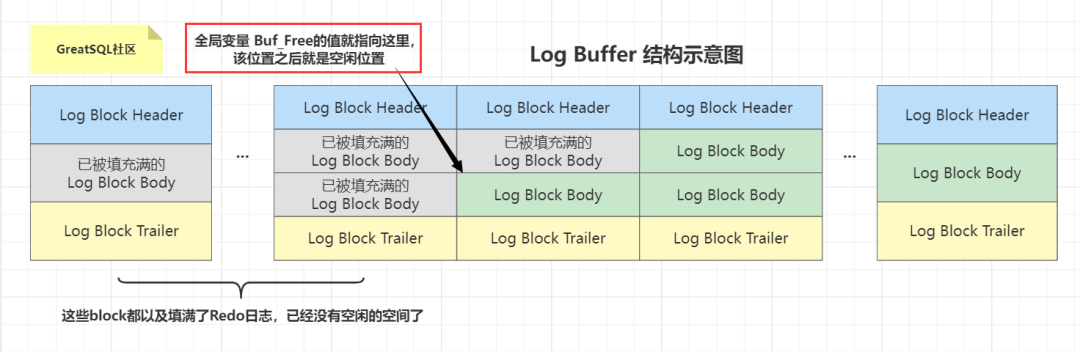 GreatSQL社区
全局变量 Buf_Free的值就指向这里，
该位置之后就是空闲位置
Log Buffer 结构示意图
Log Block Header
已被填充满的
Log Block Body
Log Block Trailer
...
Log Block Header
Log Block Header
Log Block Header
已被填充满的
Log Block Body
已被填充满的
Log Block Body
Log Block Body
已被填充满的
Log Block Body
Log Block Body
Log Block Body
Log Block Trailer
Log Block Trailer
Log Block Trailer
...
Log Block Header
Log Block Body
Log Block Trailer
这些block都以及填满了Redo日志，已经没有空闲的空间了